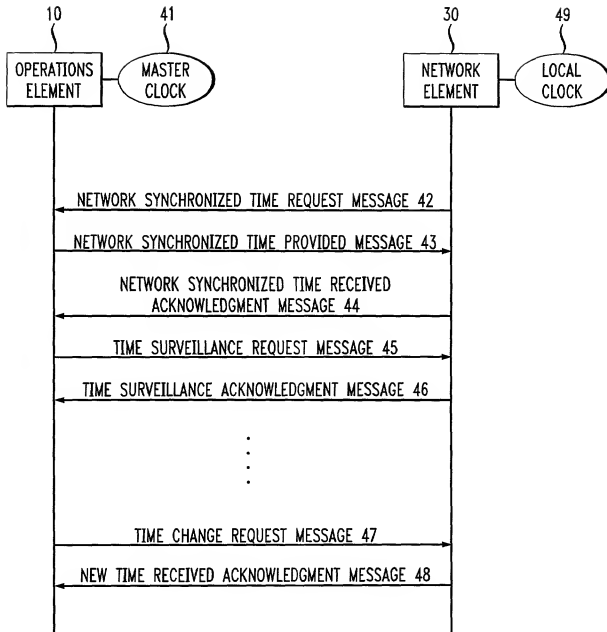 10 41 30 49
OPERATIONS ELEMENT
MASTER CLOCK
NETWORK ELEMENT
LOCAL CLOCK
NETWORK SYNCHRONIZED TIME REQUEST MESSAGE 42
NETWORK SYNCHRONIZED TIME PROVIDED MESSAGE 43
NETWORK SYNCHRONIZED TIME RECEIVED
ACKNOWLEDGMENT MESSAGE 44
TIME SURVEILLANCE REQUEST MESSAGE 45
TIME SURVEILLANCE ACKNOWLEDGMENT MESSAGE 46
TIME CHANGE REQUEST MESSAGE 47
NEW TIME RECEIVED ACKNOWLEDGMENT MESSAGE 48